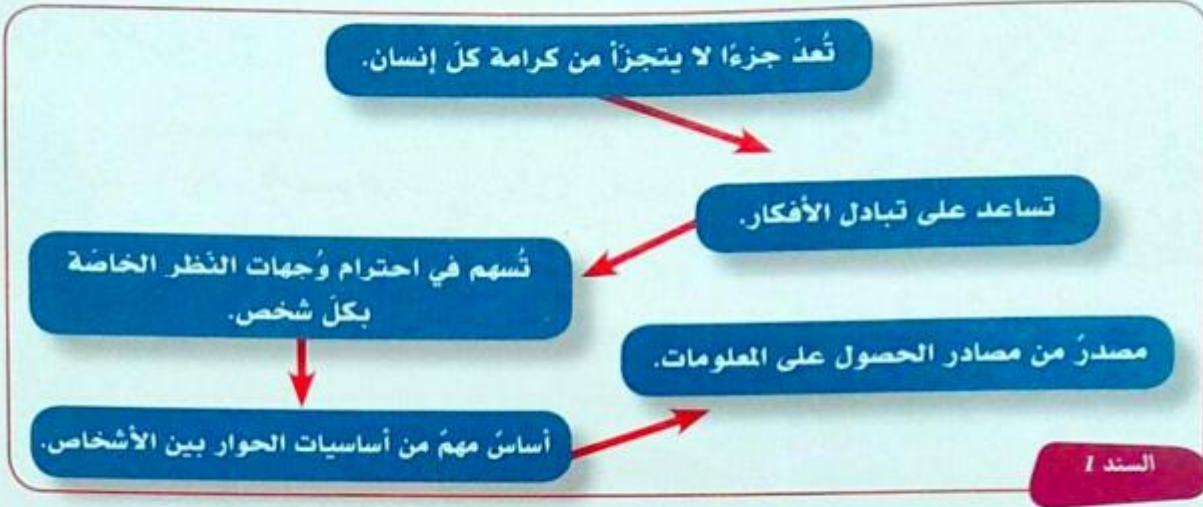 تُعدّ جزءًا لا يتجزّأ من كرامة كلّ إنسان.
تساعد على تبادل الأفكار.
تُسهم في احترام وُجهات النّظر الخاصّة
بكلّ شخص.
أساسٌ مهمّ من أساسيات الحوار بين الأشخاص.
مصدرٌ من مصادر الحصول على المعلومات.
السند 1